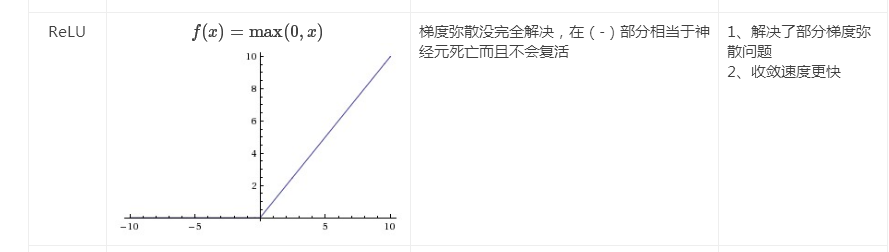 ReLU
f(x) = max(0, x)
10
8
6
4
2
−10
−5
5
10
梯度弥散没完全解决，在（-）部分相当于神
经元死亡而且不会复活
1、解决了部分梯度弥
散问题
2、收敛速度更快